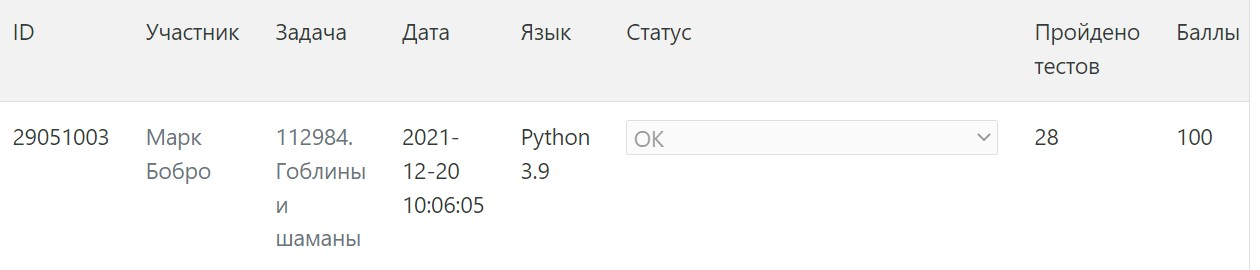 ID Участник Задача Дата Язык Статус Пройдено тестов Баллы
29051003 Марк Бобро 112984. Гоблины и шаманы 2021-12-20 10:06:05 Python 3.9 OK 28 100